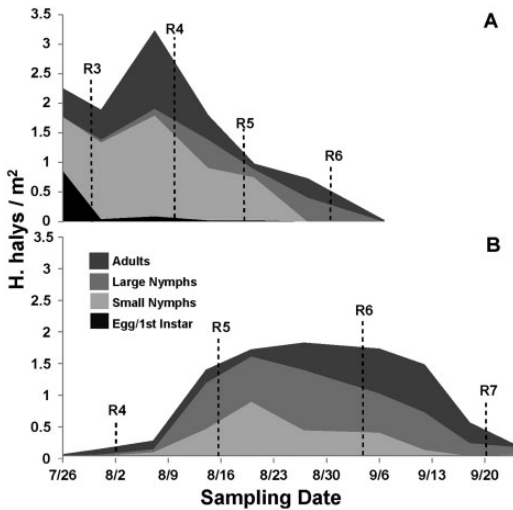 A
3.5
3
2.5
2
1.5
1
0.5
0
R3
R4
R5
R6
H. halys / m²
B
3.5
3
2.5
2
1.5
1
0.5
0
Adults
Large Nymphs
Small Nymphs
Egg/1st Instar
R4
R5
R6
R7
7/26 8/2 8/9 8/16 8/23 8/30 9/6 9/13 9/20
Sampling Date